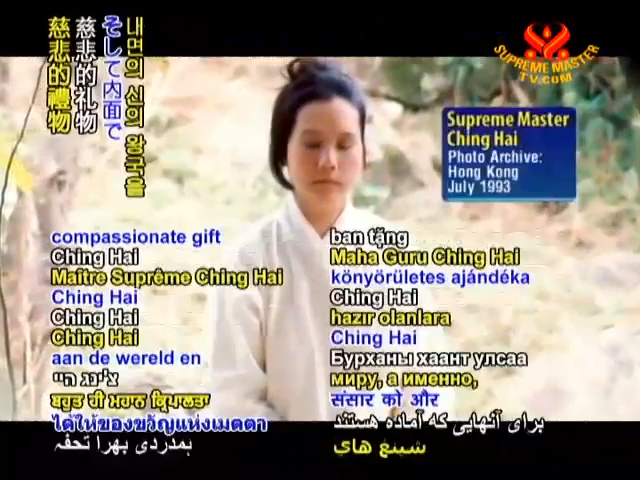 慈悲的禮物
慈悲的礼物
そして内面で
내면의 신의 왕국을
SUPREME MASTER
TV.COM
Supreme Master
Ching Hai
Photo Archive:
Hong Kong
July 1993
compassionate gift
Ching Hai
Maître Suprême Ching Hai
Ching Hai
Ching Hai
Ching Hai
aan de wereld en
צ'ינג היי
ਬਹੁਤ ਹੀ ਮਹਾਨ ਕ੍ਰਿਪਾਲਤਾ
ได้ให้ของขวัญแห่งเมตตา
ہمدردی بھرا تحفہ
ban tặng
Maha Guru Ching Hai
könyörületes ajándéka
Ching Hai
hazır olanlara
Ching Hai
Бурханы хаант улсаа
миру, а именно,
संसार को और
برای آنهایی که آماده هستند
شينغ هاي